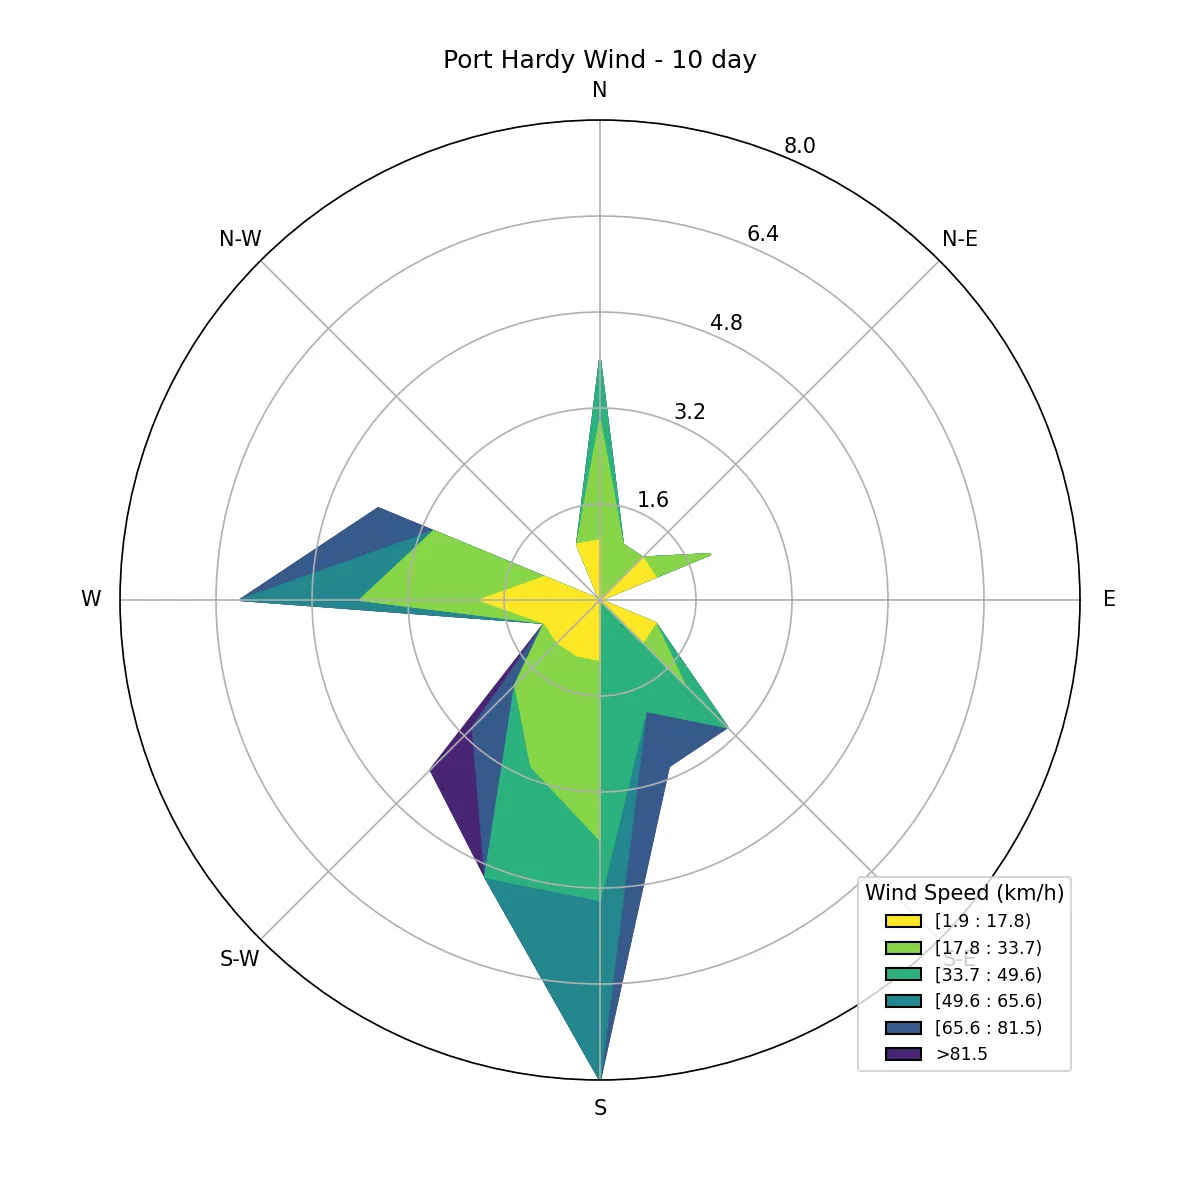 Port Hardy Wind - 10 day
N
8.0
N-W
6.4
N-E
4.8
3.2
1.6
W
E
Wind Speed (km/h)
[1.9 : 17.8)
[17.8 : 33.7)
S-W
S-E
[33.7 : 49.6)
[49.6 : 65.6)
[65.6 : 81.5)
>81.5
S